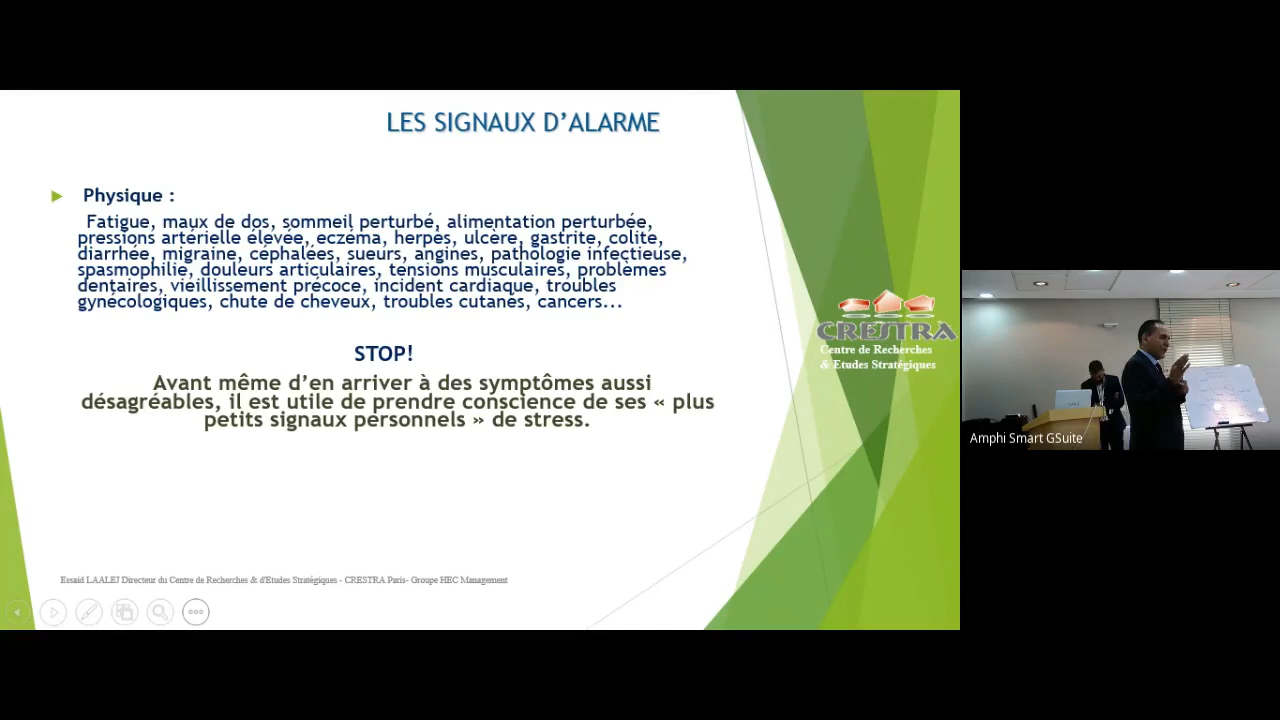 LES SIGNAUX D'ALARME
Physique :
Fatigue, maux de dos, sommeil perturbé, alimentation perturbée,
pressions artérielle élevée, eczéma, herpès, ulcère, gastrite, colite,
diarrhée, migraine, céphalées, sueurs, angines, pathologie infectieuse,
spasmophilie, douleurs articulaires, tensions musculaires, problèmes
dentaires, vieillissement précoce, incident cardiaque, troubles
gynécologiques, chute de cheveux, troubles cutanés, cancers...
STOP!
Avant même d'en arriver à des symptômes aussi
désagréables, il est utile de prendre conscience de ses « plus
petits signaux personnels » de stress.
CRESTRA
Centre de Recherches
& Etudes Stratégiques
Essaid LAALEJ Directeur du Centre de Recherches & d'Etudes Stratégiques - CRESTRA Paris- Groupe HEC Management
Amphi Smart GSuite